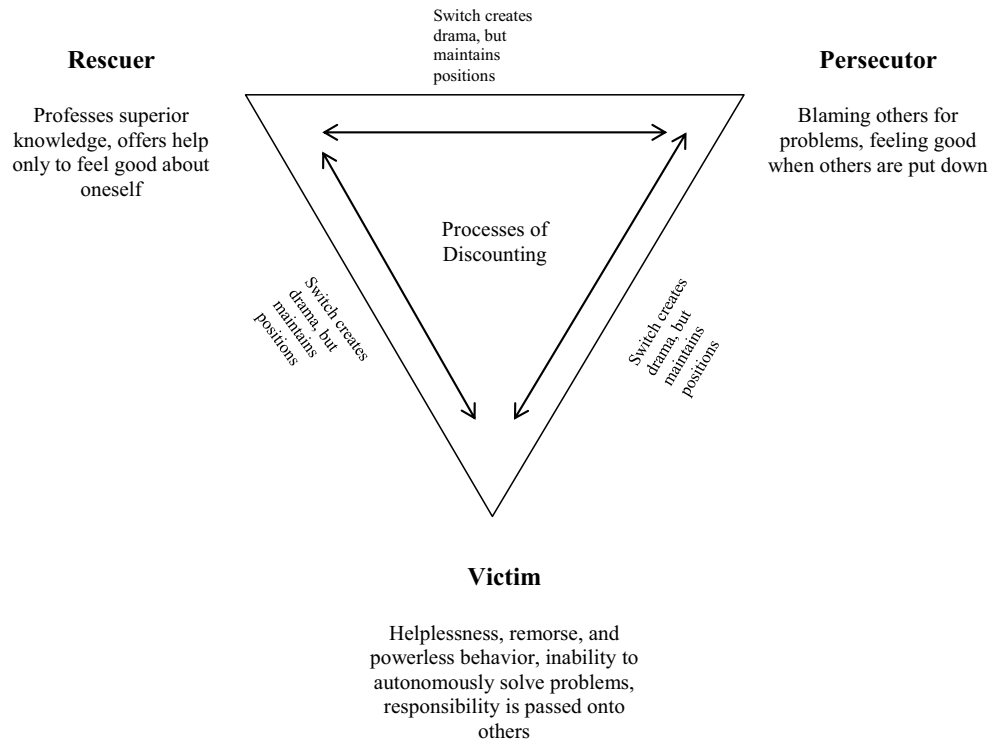 Switch creates
drama, but
maintains
positions
Rescuer
Professes superior
knowledge, offers help
only to feel good about
oneself
Persecutor
Blaming others for
problems, feeling good
when others are put down
Processes of
Discounting
Switch creates
drama, but
maintains
positions
Switch creates
drama, but
maintains
positions
Victim
Helplessness, remorse, and
powerless behavior, inability to
autonomously solve problems,
responsibility is passed onto
others